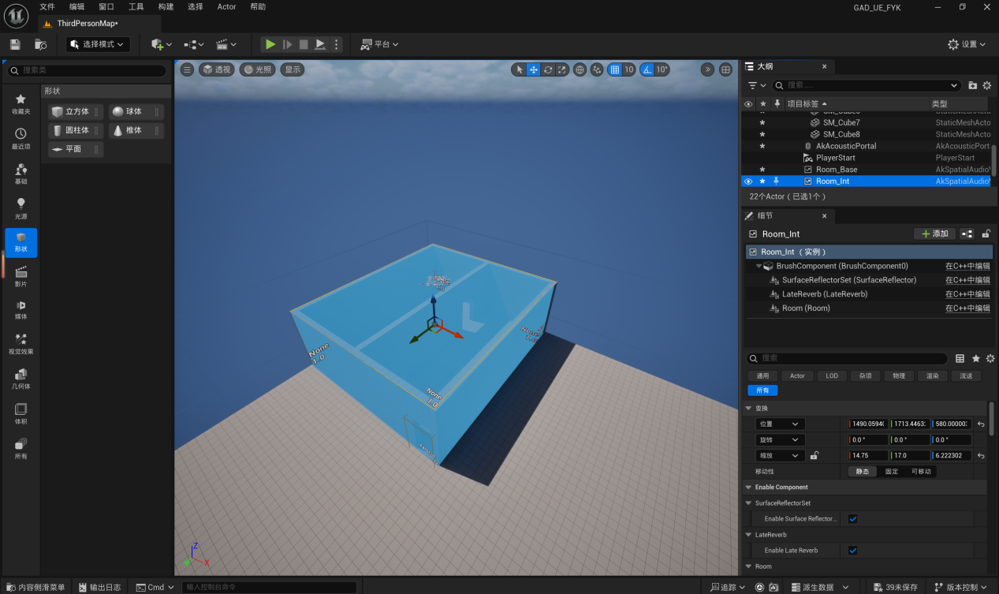 文件 编辑 窗口 工具 构建 选择 Actor 帮助
GAD_UE_FYK
ThirdPersonMap*
选择模式
平台
设置
搜索类
形状
收藏夹
立方体
球体
圆柱体
椎体
平面
最近项
基础
光源
形状
影片
媒体
视觉效果
几何体
体积
所有
透视
光照
显示
10
10°
None
1.0
None
1.0
None
1.0
大纲
搜索……
项目标签
类型
SM_Cube7 StaticMeshActo
SM_Cube8 StaticMeshActo
AkAcousticPortal AkAcousticPort
PlayerStart PlayerStart
Room_Base AkSpatialAudio
Room_Int AkSpatialAudio
22个Actor（已选1个）
细节
Room_Int
添加
Room_Int （实例）
BrushComponent (BrushComponent0) 在C++中编辑
SurfaceReflectorSet (SurfaceReflector) 在C++中编辑
LateReverb (LateReverb) 在C++中编辑
Room (Room) 在C++中编辑
搜索
通用 Actor LOD 杂项 物理 渲染 流送
所有
变换
位置 1490.0594 1713.4463 580.00000
旋转 0.0 ° 0.0 ° 0.0 °
缩放 14.75 17.0 6.222302
移动性 静态 固定 可移动
Enable Component
SurfaceReflectorSet
Enable Surface Reflector...
LateReverb
Enable Late Reverb
Room
Z
X
内容侧滑菜单 输出日志 Cmd 输入控制台命令
追踪 派生数据 39未保存 版本控制